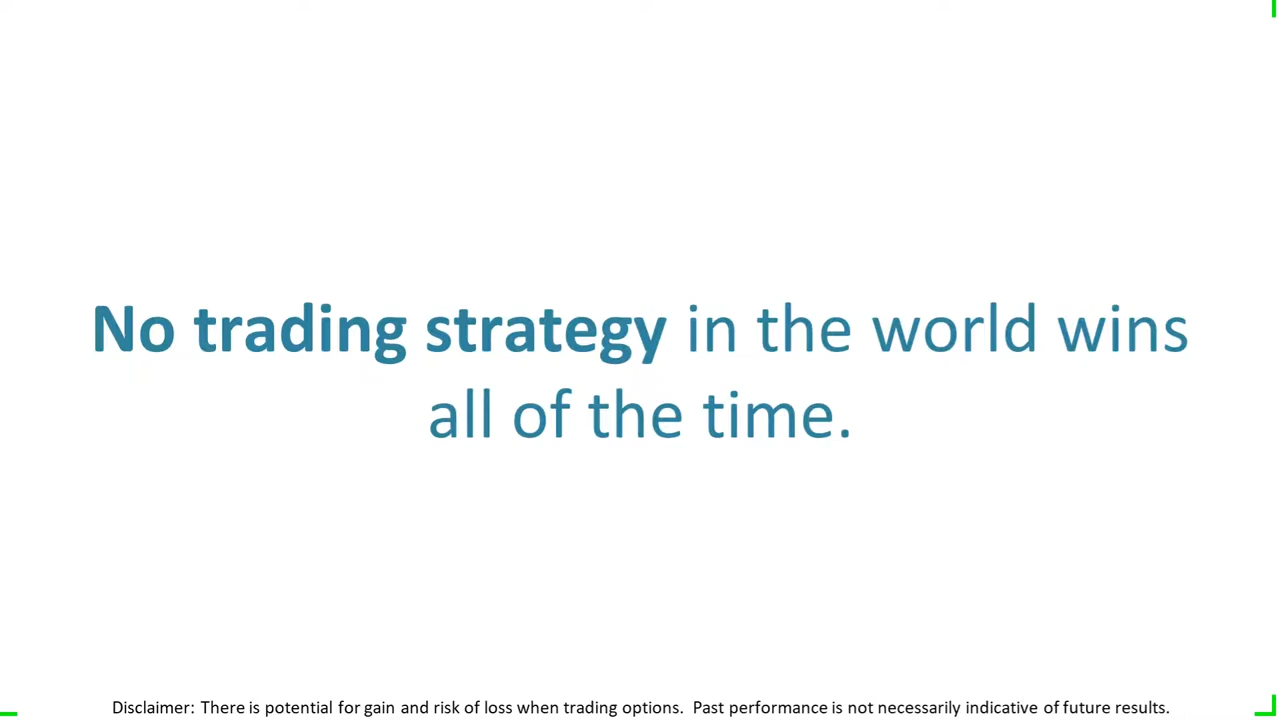 No trading strategy in the world wins
all of the time.
Disclaimer: There is potential for gain and risk of loss when trading options.  Past performance is not necessarily indicative of future results.